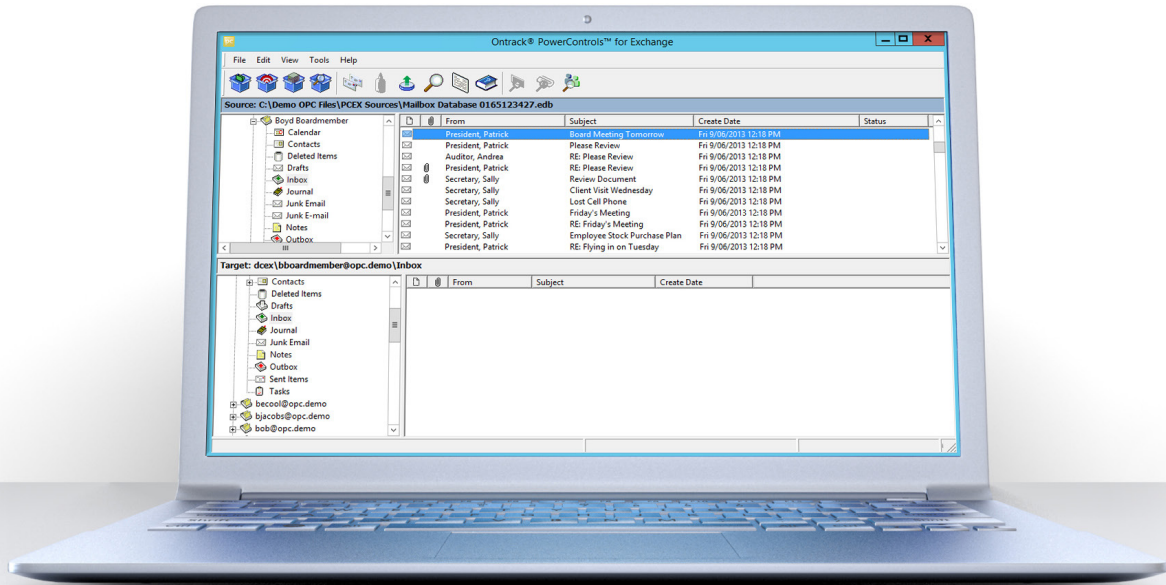 Ontrack® PowerControls™ for Exchange
File Edit View Tools Help
Source: C:\Demo OPC Files\PCEX Sources\Mailbox Database 0165123427.edb
Boyd Boardmember
Calendar
Contacts
Deleted Items
Drafts
Inbox
Journal
Junk Email
Junk E-mail
Notes
Outbox
From Subject Create Date Status
President, Patrick Board Meeting Tomorrow Fri 9/06/2013 12:18 PM
President, Patrick Please Review Fri 9/06/2013 12:18 PM
Auditor, Andrea RE: Please Review Fri 9/06/2013 12:18 PM
President, Patrick RE: Please Review Fri 9/06/2013 12:18 PM
Secretary, Sally Review Document Fri 9/06/2013 12:18 PM
Secretary, Sally Client Visit Wednesday Fri 9/06/2013 12:18 PM
Secretary, Sally Lost Cell Phone Fri 9/06/2013 12:18 PM
President, Patrick Friday's Meeting Fri 9/06/2013 12:18 PM
President, Patrick RE: Friday's Meeting Fri 9/06/2013 12:18 PM
Secretary, Sally Employee Stock Purchase Plan Fri 9/06/2013 12:18 PM
President, Patrick RE: Flying in on Tuesday Fri 9/06/2013 12:18 PM
Target: dcex\bboardmember@opc.demo\Inbox
Contacts
Deleted Items
Drafts
Inbox
Journal
Junk Email
Notes
Outbox
Sent Items
Tasks
becool@opc.demo
bjacobs@opc.demo
bob@opc.demo
From Subject Create Date